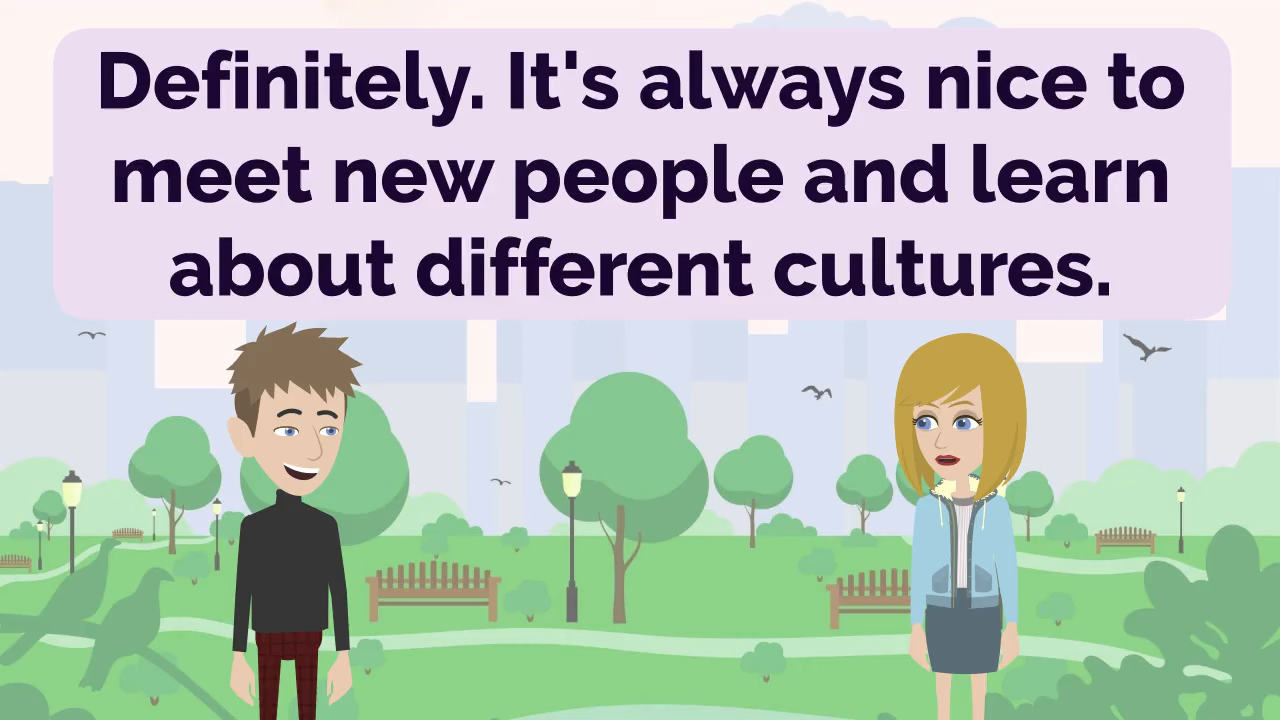 Definitely. It's always nice to
meet new people and learn
about different cultures.